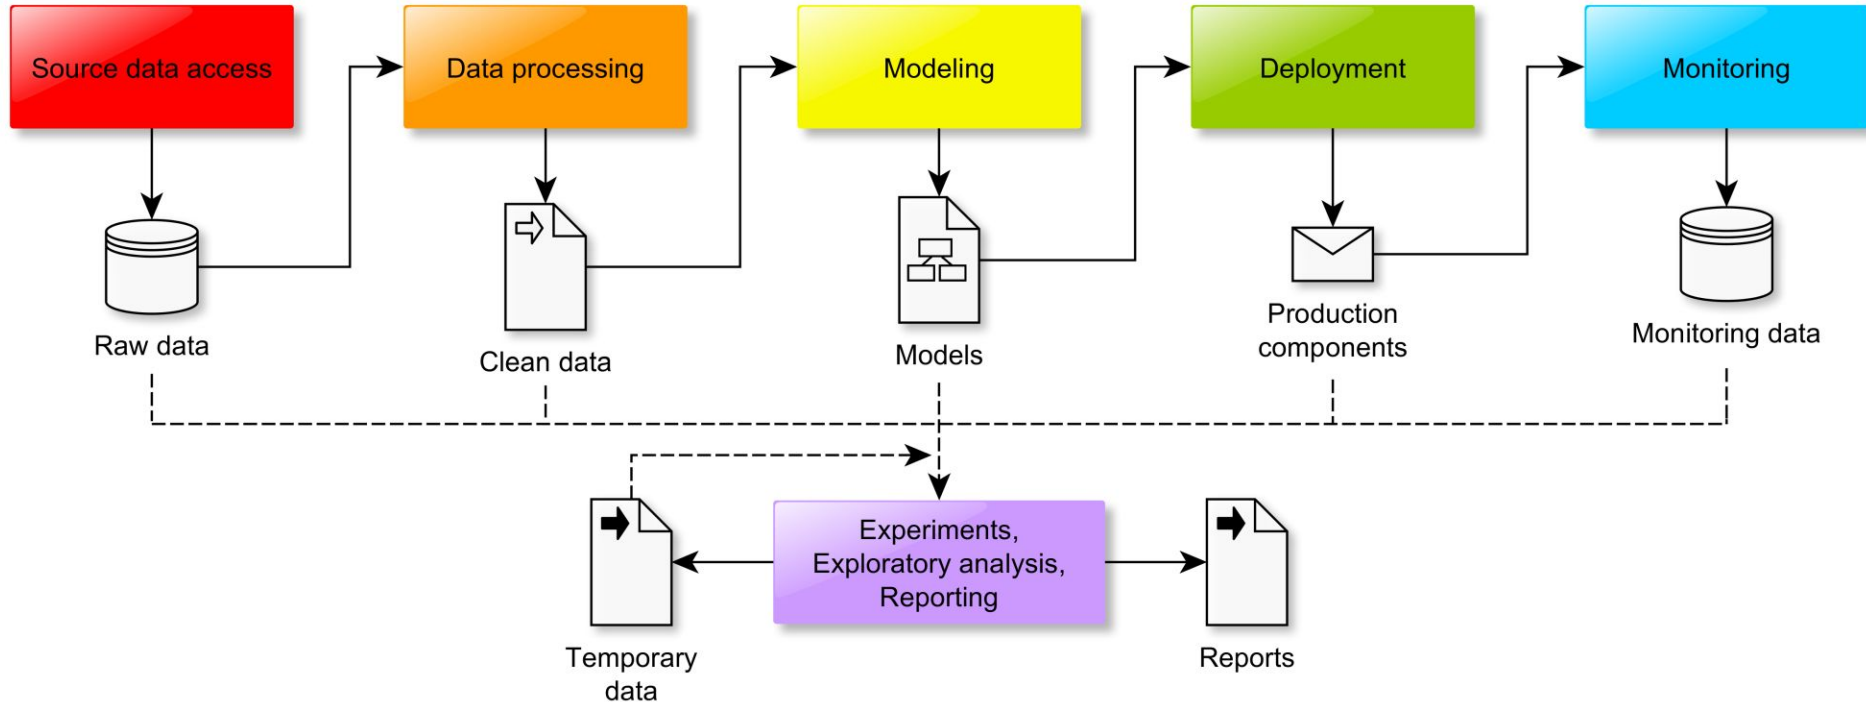 Source data access
Data processing
Modeling
Deployment
Monitoring
Raw data
Clean data
Models
Production
components
Monitoring data
Experiments,
Exploratory analysis,
Reporting
Temporary
data
Reports